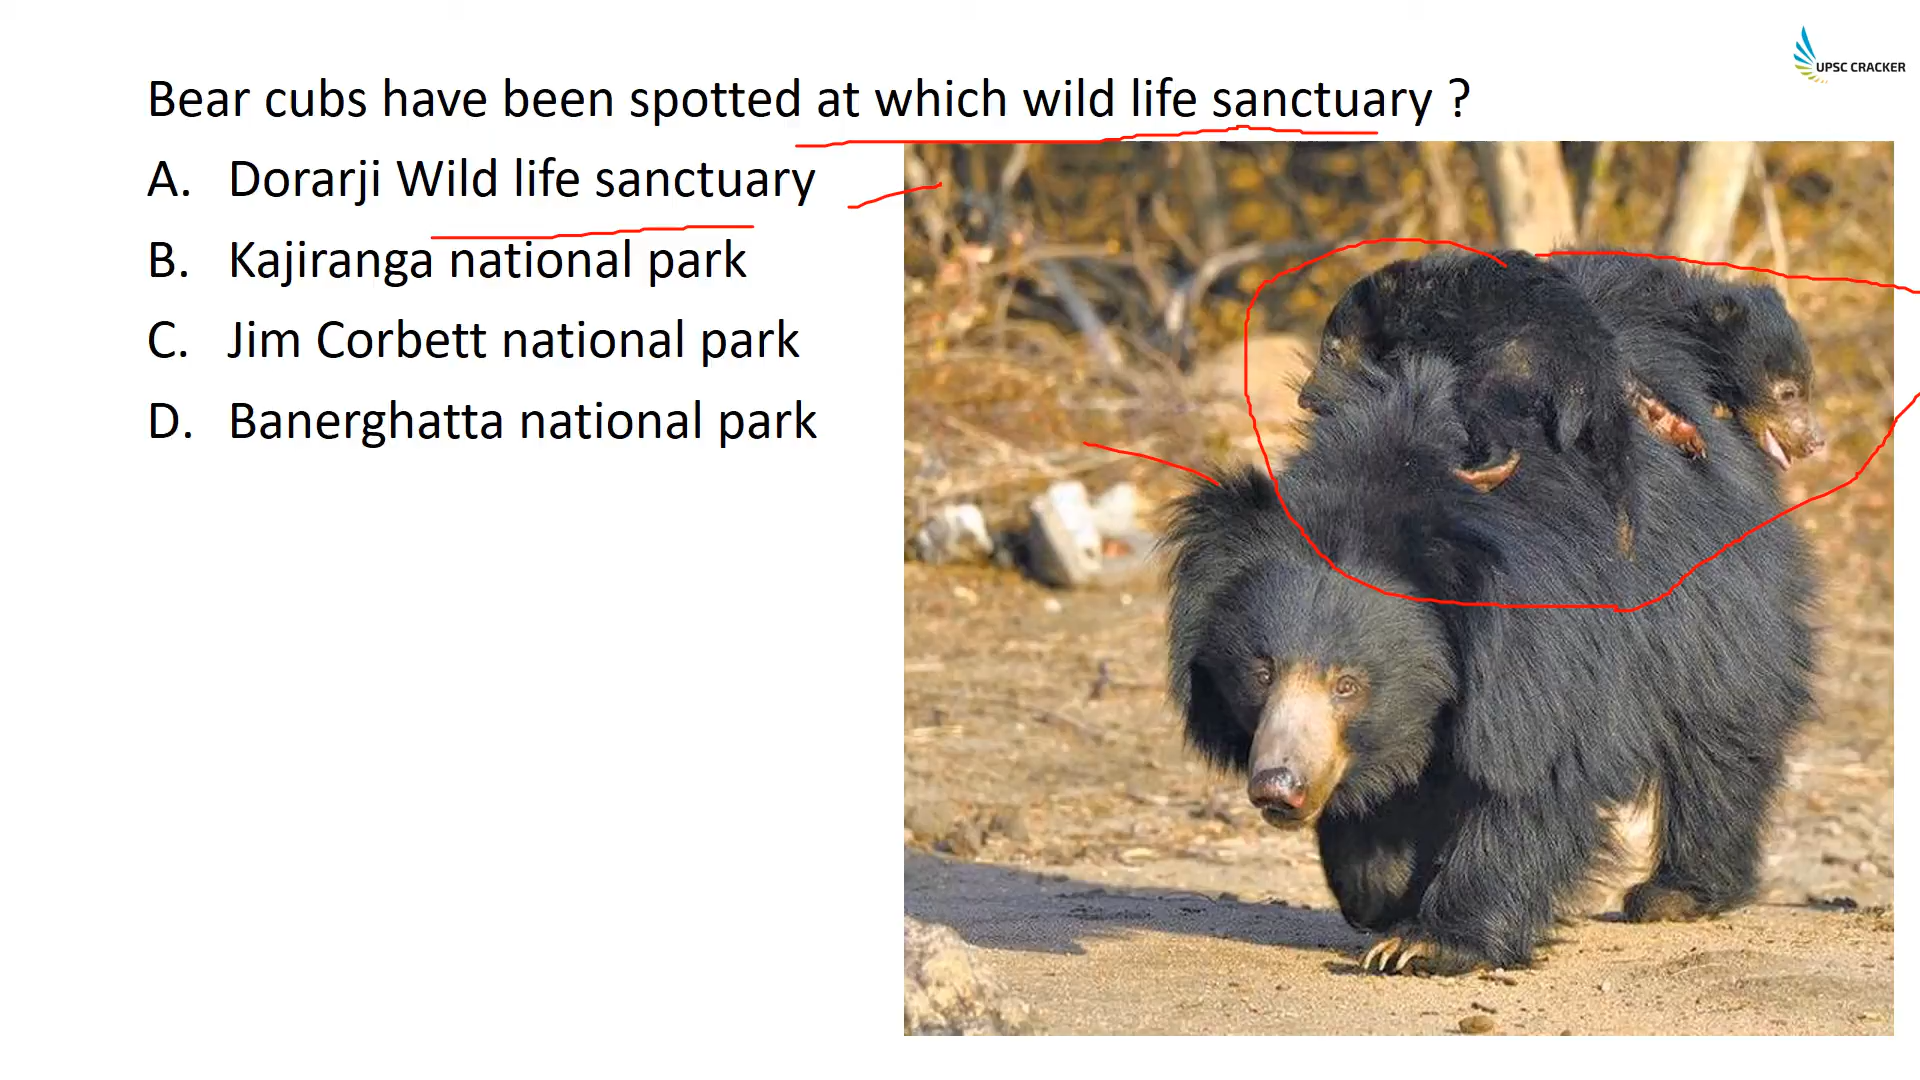 UPSC CRACKER
Bear cubs have been spotted at which wild life sanctuary ?
A. Dorarji Wild life sanctuary
B. Kajiranga national park
C. Jim Corbett national park
D. Banerghatta national park